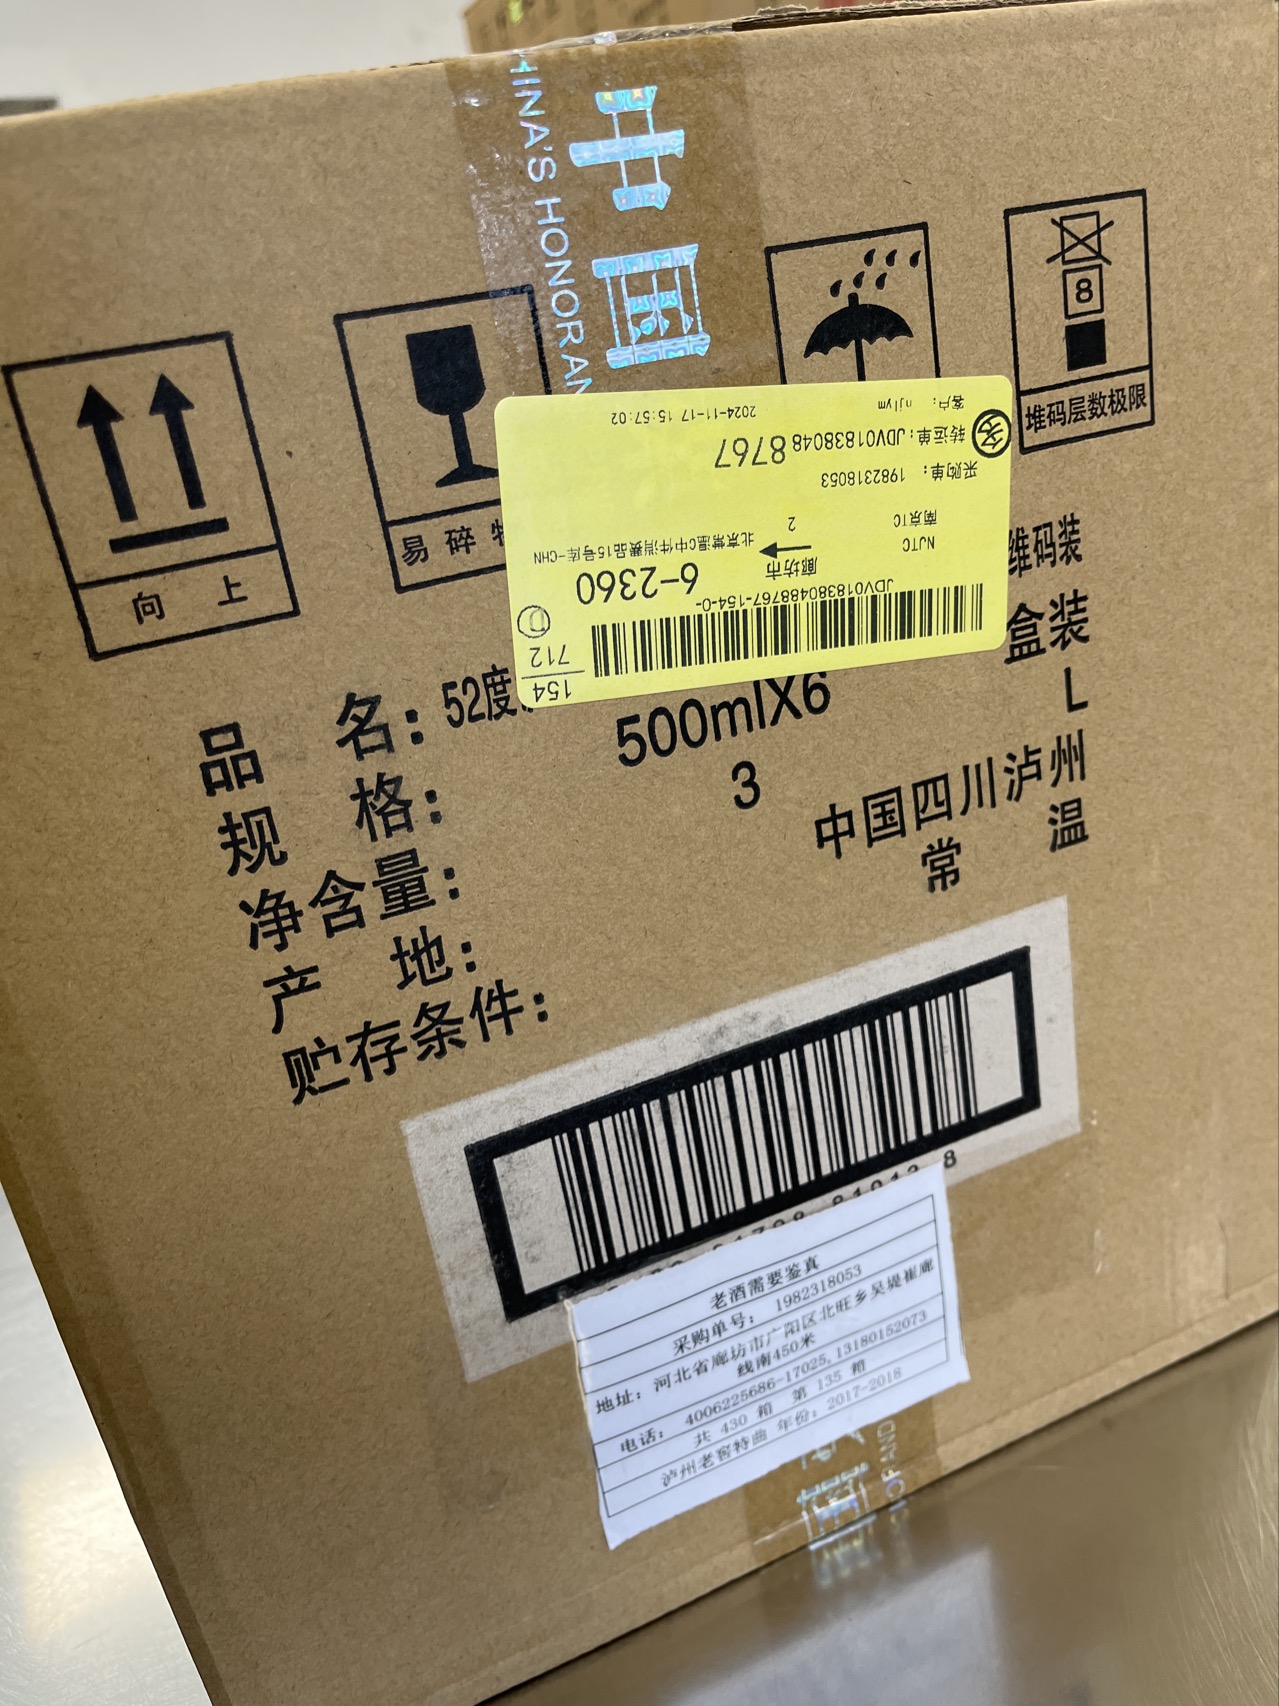 CHINA'S HONORAN
中国
8
堆码层数极限
易碎
向上
客户: njlym 2024-11-17 15:57:02
转运单: JDV018380488767
多
采购单: 1982318053
南京TC 2
NJTC 廊坊市 北京常温C中件消费品15号库-CHN
6-2360
JDV018380488767-154-0-
154
712
维码装
品 名: 52度
盒装
规 格: 500mlX6
净含量: 3 L
产 地: 中国四川泸州
贮存条件: 常 温
8
老酒需要鉴真
采购单号: 1982318053
地址: 河北省廊坊市广阳区北旺乡吴堤崔廊
线南450米
电话: 4006225686-17025, 13180152073
共 430 箱 第 135 箱
泸州老窖特曲 年份: 2017-2018